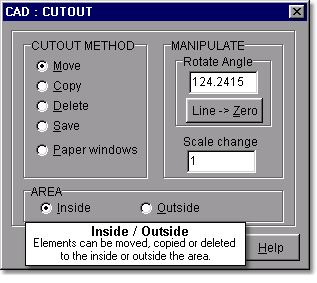 CAD : CUTOUT
CUTOUT METHOD
Move
Copy
Delete
Save
Paper windows
MANIPULATE
Rotate Angle
124.2415
Line -> Zero
Scale change
1
AREA
Inside
Outside
Inside / Outside
Elements can be moved, copied or deleted
to the inside or outside the area.
Help